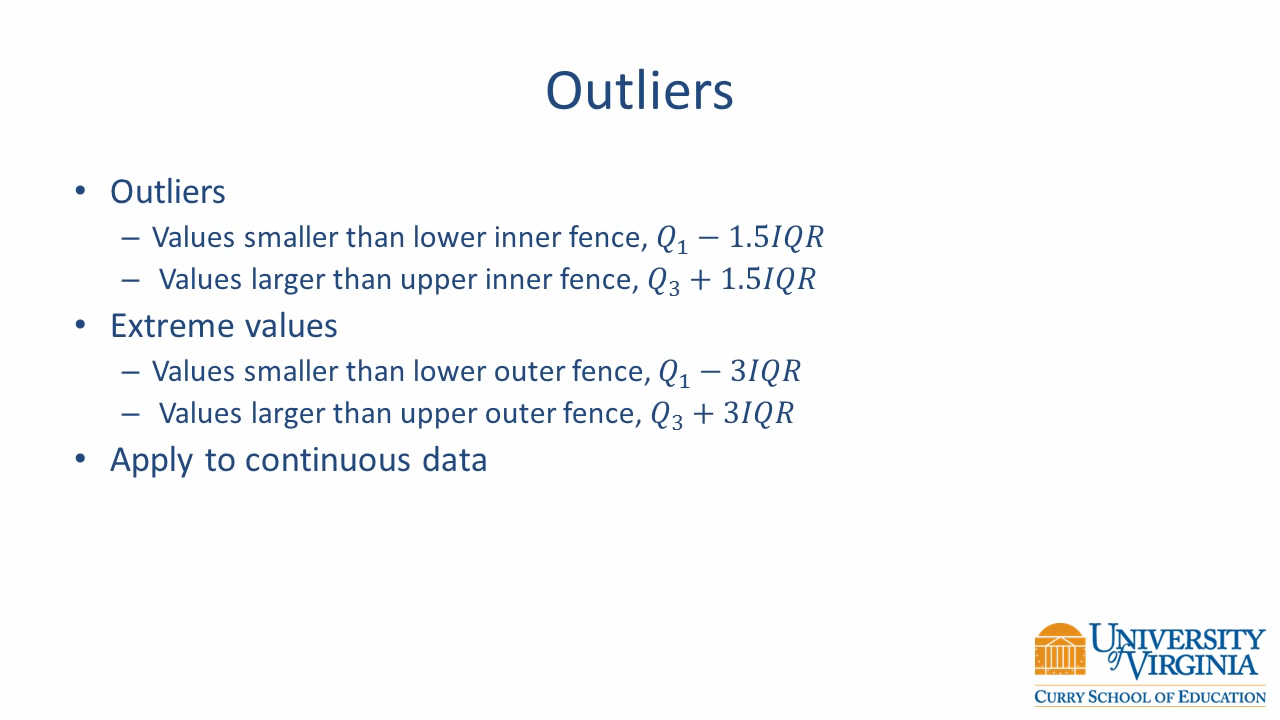 Outliers
• Outliers
– Values smaller than lower inner fence, 𝑄₁ − 1.5𝐼𝑄𝑅
– Values larger than upper inner fence, 𝑄₃ + 1.5𝐼𝑄𝑅
• Extreme values
– Values smaller than lower outer fence, 𝑄₁ − 3𝐼𝑄𝑅
– Values larger than upper outer fence, 𝑄₃ + 3𝐼𝑄𝑅
• Apply to continuous data
UNIVERSITY
of VIRGINIA
CURRY SCHOOL OF EDUCATION